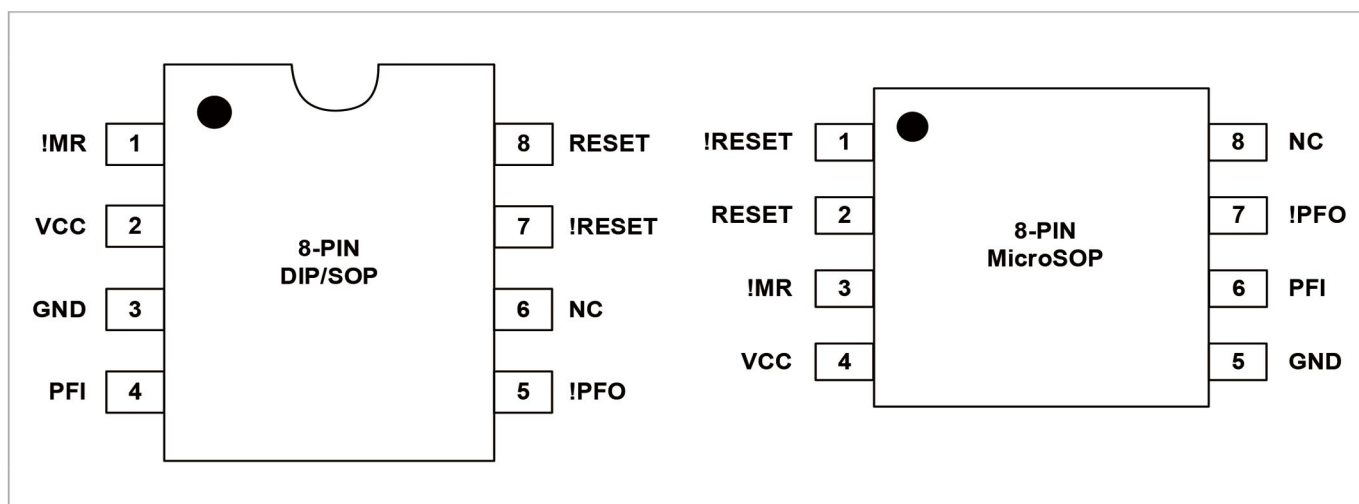 !MR 1 8 RESET
VCC 2 7 !RESET
8-PIN
DIP/SOP
GND 3 6 NC
PFI 4 5 !PFO
!RESET 1 8 NC
RESET 2 7 !PFO
8-PIN
MicroSOP
!MR 3 6 PFI
VCC 4 5 GND